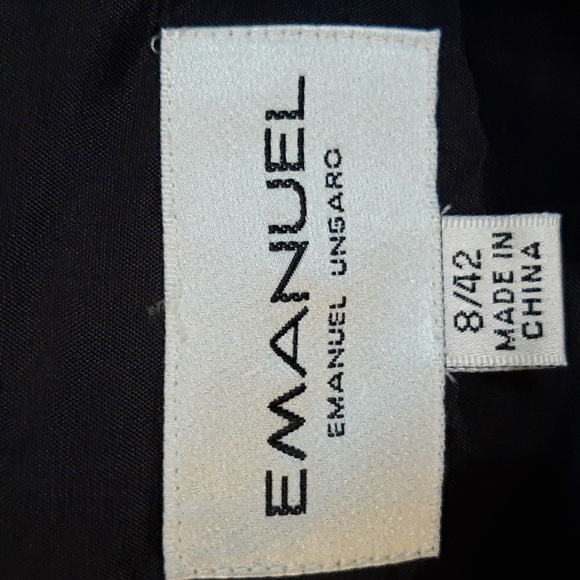 EMANUEL
EMANUEL UNGARO
8/42
MADE IN
CHINA